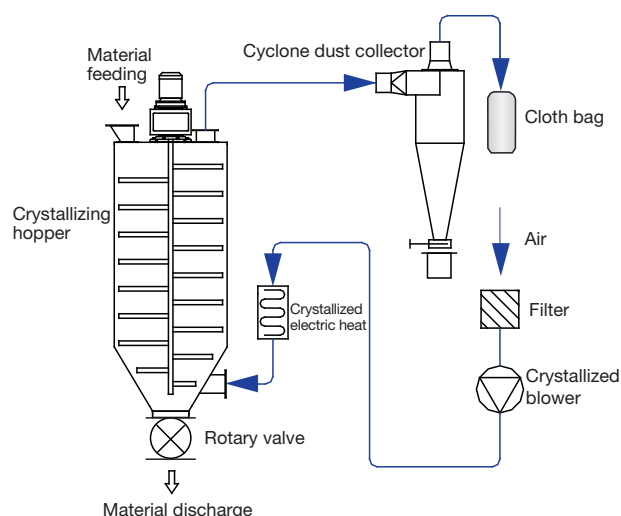 Material
feeding
Cyclone dust collector
Cloth bag
Crystallizing
hopper
Air
Crystallized
electric heat
Filter
Crystallized
blower
Rotary valve
Material discharge